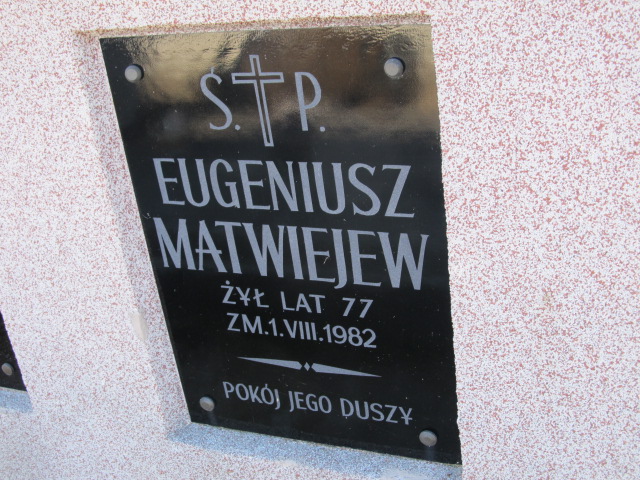 Ś. P.
EUGENIUSZ
MATWIEJEW
ŻYŁ LAT 77
ZM.1.VIII.1982
POKÓJ JEGO DUSZY